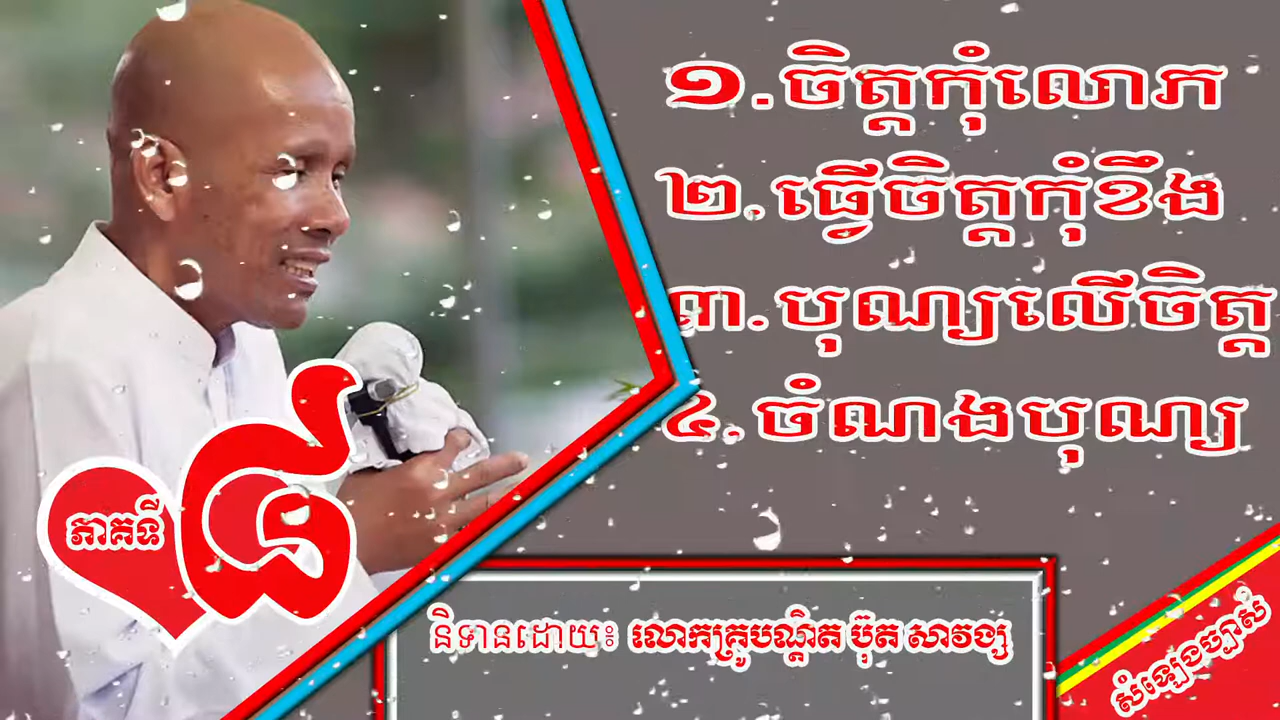 ១.ចិត្តកុំលោភ
២.ធ្វើចិត្តកុំខឹង
៣.បុណ្យលើចិត្ត
៤.ចំណងបុណ្យ
ភាគទី
៨
និទានដោយ៖ លោកគ្រូបណ្ឌិត ប៊ុត សាវង្ស
សំឡេងច្បាស់